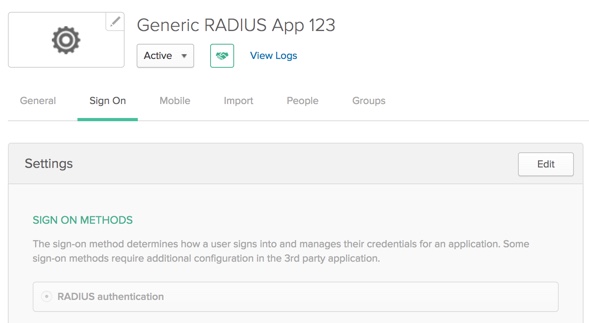 Generic RADIUS App 123
Active
View Logs
General
Sign On
Mobile
Import
People
Groups
Settings
Edit
SIGN ON METHODS
The sign-on method determines how a user signs into and manages their credentials for an application. Some
sign-on methods require additional configuration in the 3rd party application.
RADIUS authentication